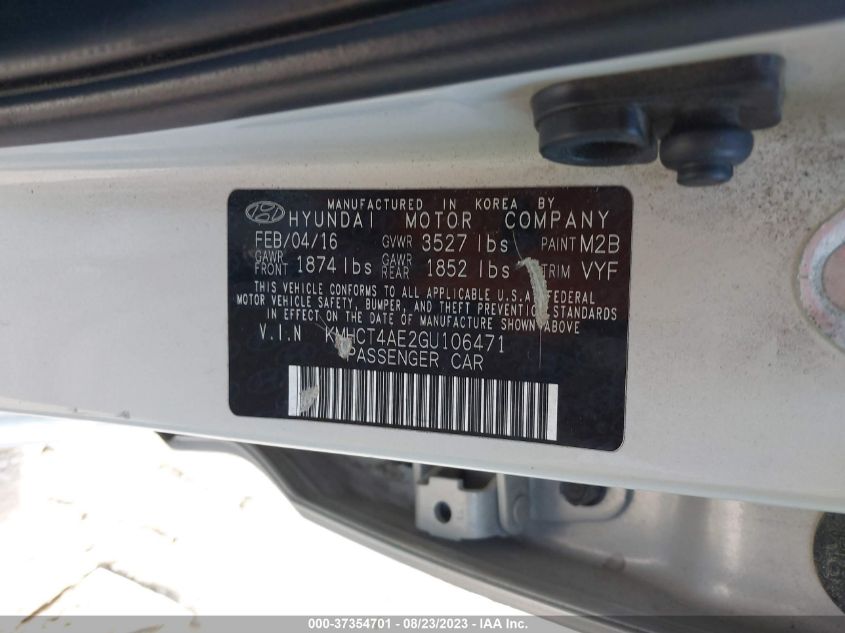 MANUFACTURED IN KOREA BY
HYUNDAI MOTOR COMPANY
FEB/04/16 GVWR 3527 lbs PAINT M2B
GAWR FRONT 1874 lbs GAWR REAR 1852 lbs TRIM VYF
THIS VEHICLE CONFORMS TO ALL APPLICABLE U.S.A. FEDERAL
MOTOR VEHICLE SAFETY, BUMPER, AND THEFT PREVENTION STANDARDS
IN EFFECT ON THE DATE OF MANUFACTURE SHOWN ABOVE
V.I.N KMHCT4AE2GU106471
PASSENGER CAR
000-37354701 - 08/23/2023 - Copyright © 2023 IAA, Inc.